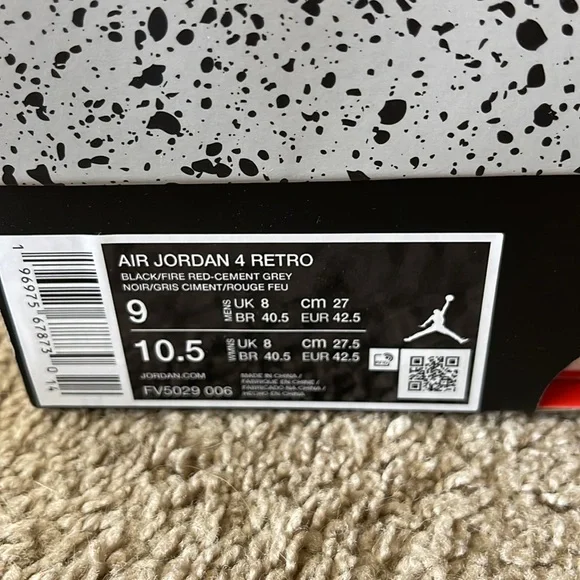 AIR JORDAN 4 RETRO
BLACK/FIRE RED-CEMENT GREY
NOIR/GRIS CIMENT/ROUGE FEU
9 MENS UK 8 CM 27
BR 40.5 EUR 42.5
10.5 WMNS UK 8 CM 27.5
BR 40.5 EUR 42.5
JORDAN.COM
FV5029 006
MADE IN CHINA /
FABRIQUE EN CHINE /
FABRICADO NA CHINA /
HECHO EN CHINA
1 96975 67873 0